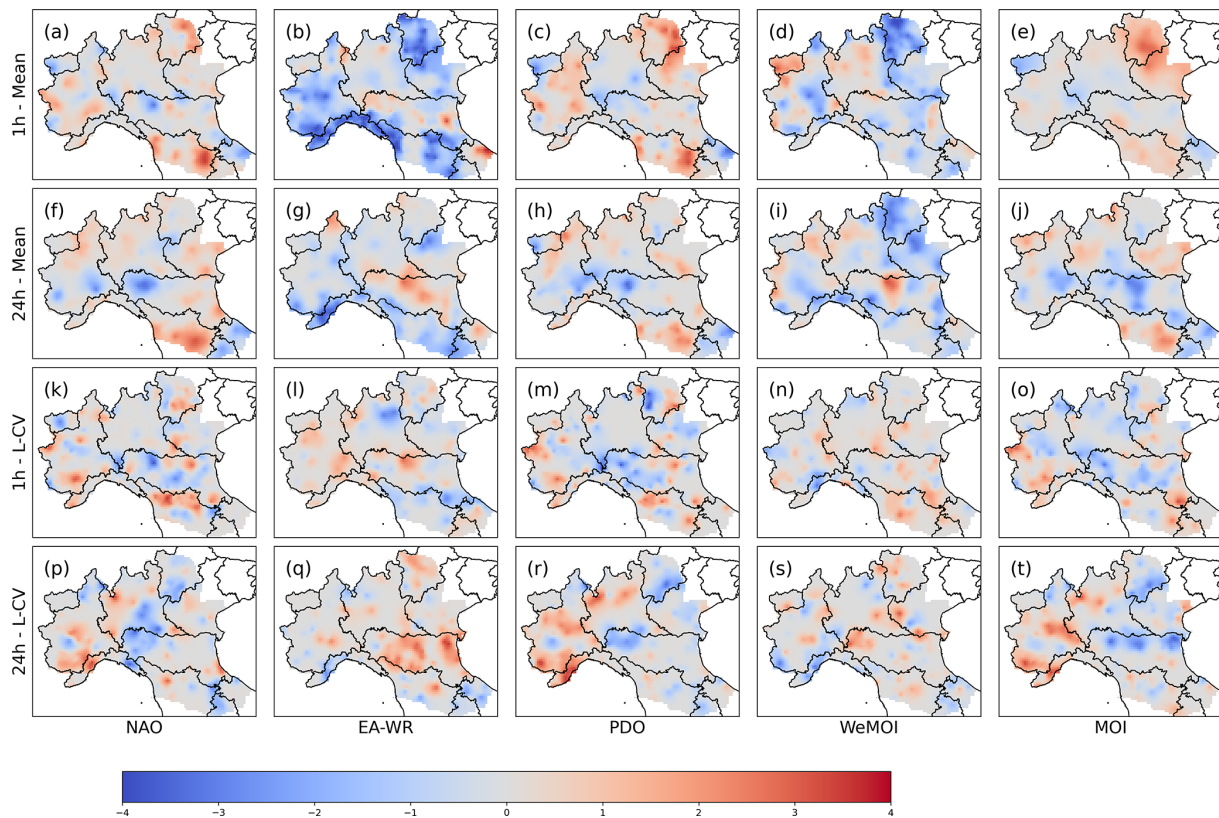 (a) (b) (c) (d) (e)
1h - Mean
(f) (g) (h) (i) (j)
24h - Mean
(k) (l) (m) (n) (o)
1h - L-CV
(p) (q) (r) (s) (t)
24h - L-CV
NAO EA-WR PDO WeMOI MOI
−4 −3 −2 −1 0 1 2 3 4